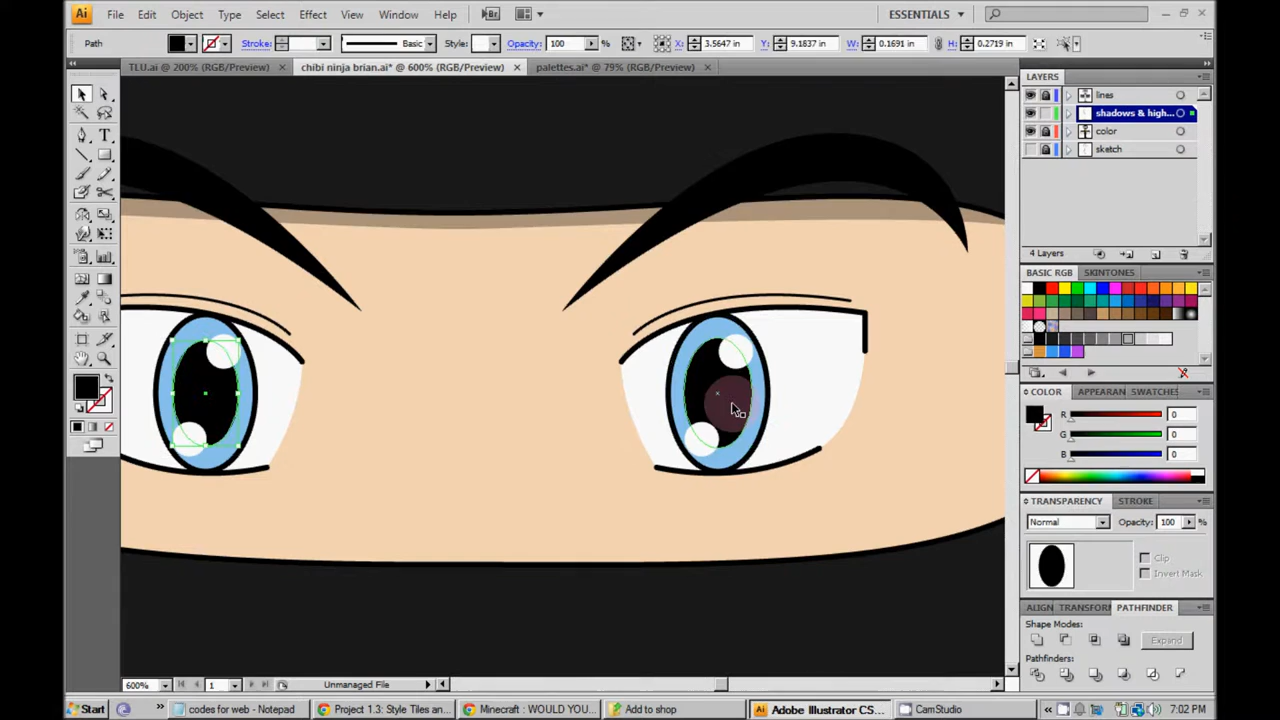 Ai File Edit Object Type Select Effect View Window Help Br ESSENTIALS
Path Stroke: Basic Style: Opacity: 100 % X: 3.5647 in Y: 9.1837 in W: 0.1691 in H: 0.2719 in
TLU.ai @ 200% (RGB/Preview) × chibi ninja brian.ai* @ 600% (RGB/Preview) × palettes.ai* @ 79% (RGB/Preview) ×
LAYERS
lines
shadows & high...
color
sketch
4 Layers
BASIC RGB SKINTONES
COLOR APPEARAN SWATCHES
R 0
G 0
B 0
TRANSPARENCY STROKE
Normal Opacity: 100 %
Clip
Invert Mask
ALIGN TRANSFORM PATHFINDER
Shape Modes:
Expand
Pathfinders:
600% 1 Unmanaged File
Start codes for web - Notepad Project 1.3: Style Tiles an... Minecraft : WOULD YOU... Add to shop Adobe Illustrator CS... CamStudio 7:02 PM